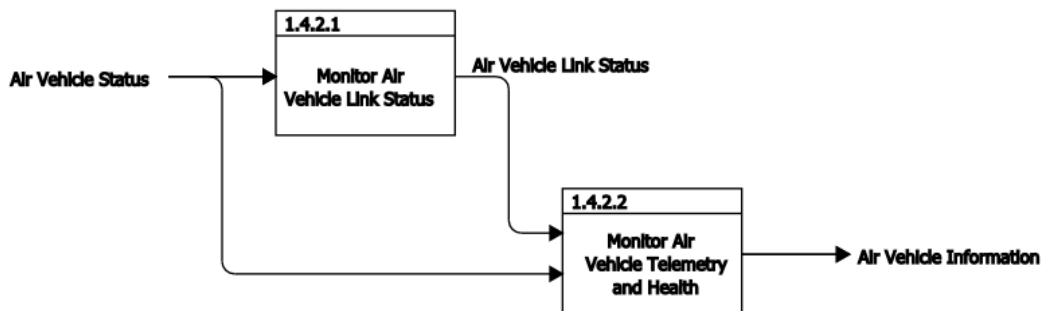 1.4.2.1
Air Vehicle Status
Monitor Air
Vehicle Link Status
Air Vehicle Link Status
1.4.2.2
Monitor Air
Vehicle Telemetry
and Health
Air Vehicle Information